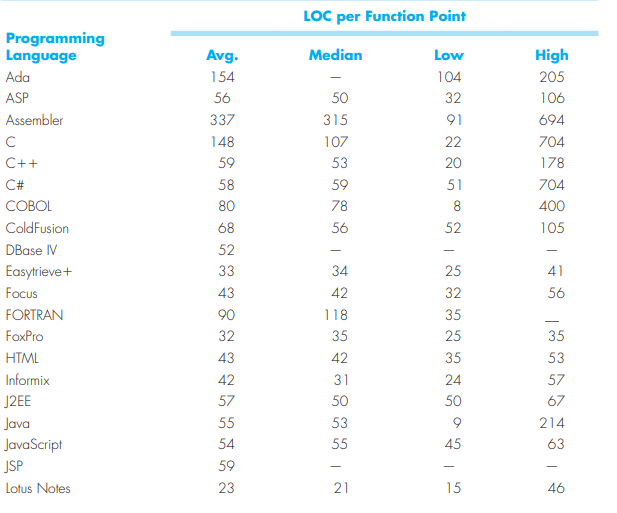 LOC per Function Point
Programming
Language Avg. Median Low High
Ada 154 — 104 205
ASP 56 50 32 106
Assembler 337 315 91 694
C 148 107 22 704
C++ 59 53 20 178
C# 58 59 51 704
COBOL 80 78 8 400
ColdFusion 68 56 52 105
DBase IV 52 — — —
Easytrieve+ 33 34 25 41
Focus 43 42 32 56
FORTRAN 90 118 35 —
FoxPro 32 35 25 35
HTML 43 42 35 53
Informix 42 31 24 57
J2EE 57 50 50 67
Java 55 53 9 214
JavaScript 54 55 45 63
JSP 59 — — —
Lotus Notes 23 21 15 46